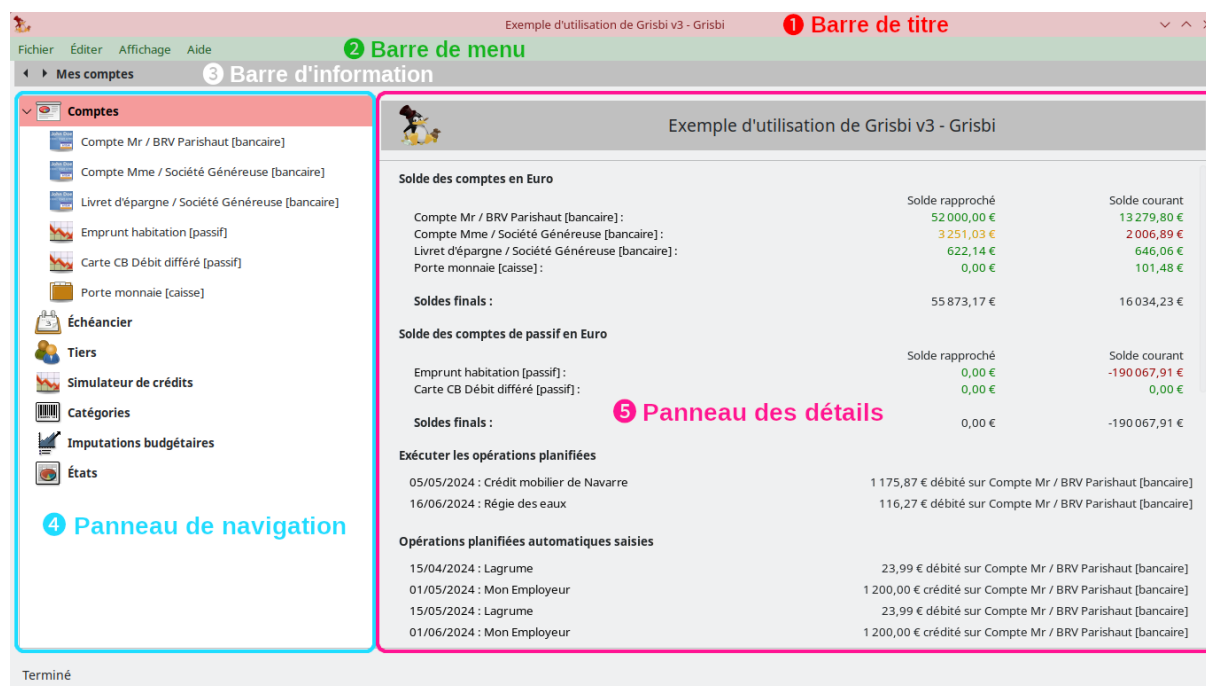 Exemple d'utilisation de Grisbi v3 - Grisbi ❶ Barre de titre
Fichier Éditer Affichage Aide ❷ Barre de menu
Mes comptes ③ Barre d'information
Comptes
Compte Mr / BRV Parishaut [bancaire]
Compte Mme / Société Généreuse [bancaire]
Livret d'épargne / Société Généreuse [bancaire]
Emprunt habitation [passif]
Carte CB Débit différé [passif]
Porte monnaie [caisse]
Échéancier
Tiers
Simulateur de crédits
Catégories
Imputations budgétaires
États
❹ Panneau de navigation
Exemple d'utilisation de Grisbi v3 - Grisbi
Solde des comptes en Euro
Solde rapproché Solde courant
Compte Mr / BRV Parishaut [bancaire] : 52 000,00 € 13 279,80 €
Compte Mme / Société Généreuse [bancaire] : 3 251,03 € 2 006,89 €
Livret d'épargne / Société Généreuse [bancaire] : 622,14 € 646,06 €
Porte monnaie [caisse] : 0,00 € 101,48 €
Soldes finals : 55 873,17 € 16 034,23 €
Solde des comptes de passif en Euro
Solde rapproché Solde courant
Emprunt habitation [passif] : 0,00 € -190 067,91 €
Carte CB Débit différé [passif] : 0,00 € 0,00 €
❺ Panneau des détails
Soldes finals : 0,00 € -190 067,91 €
Exécuter les opérations planifiées
05/05/2024 : Crédit mobilier de Navarre 1 175,87 € débité sur Compte Mr / BRV Parishaut [bancaire]
16/06/2024 : Régie des eaux 116,27 € débité sur Compte Mr / BRV Parishaut [bancaire]
Opérations planifiées automatiques saisies
15/04/2024 : Lagrume 23,99 € débité sur Compte Mr / BRV Parishaut [bancaire]
01/05/2024 : Mon Employeur 1 200,00 € crédité sur Compte Mr / BRV Parishaut [bancaire]
15/05/2024 : Lagrume 23,99 € débité sur Compte Mr / BRV Parishaut [bancaire]
01/06/2024 : Mon Employeur 1 200,00 € crédité sur Compte Mr / BRV Parishaut [bancaire]
Terminé